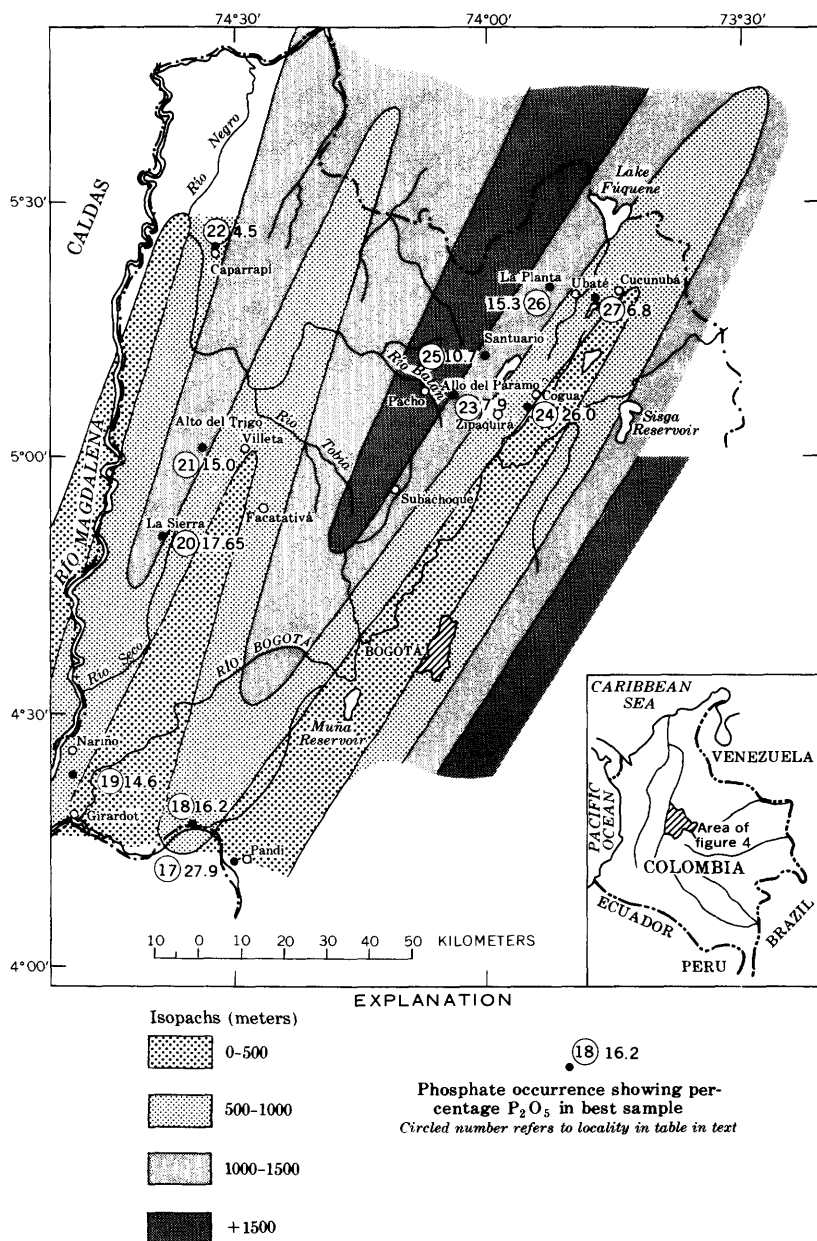 74°30′
74°00′
73°30′
5°30′
5°00′
4°30′
4°00′
CALDAS
Río Negro
Lake
Fúquene
22 4.5
Caparrapí
La Planta
Ubaté
Cucunubá
15.3 26
27 6.8
Santuario
25 10.7
Río Batán
Pacho
Alto del Páramo
23 7.9
Zipaquirá
Cogua
24 26.0
Sisga
Reservoir
Alto del Trigo
Villeta
21 15.0
Río Tobia
Subachoque
Facatativá
La Sierra
20 17.65
RÍO MAGDALENA
Río Seco
RÍO BOGOTA
BOGOTÁ
Muña
Reservoir
Nariño
19 14.6
Girardot
18 16.2
Pandi
17 27.9
10 0 10 20 30 40 50 KILOMETERS
CARIBBEAN
SEA
VENEZUELA
PACIFIC
OCEAN
Area of
figure 4
COLOMBIA
ECUADOR
PERU
BRAZIL
EXPLANATION
Isopachs (meters)
0-500
500-1000
1000-1500
+1500
18 16.2
Phosphate occurrence showing per-
centage P₂O₅ in best sample
Circled number refers to locality in table in text